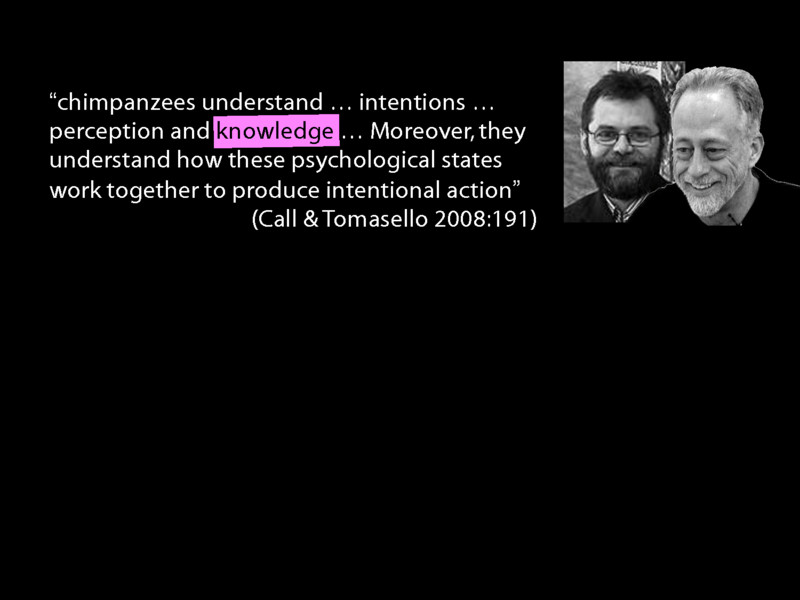 “chimpanzees understand … intentions …
perception and knowledge … Moreover, they
understand how these psychological states
work together to produce intentional action”
(Call & Tomasello 2008:191)